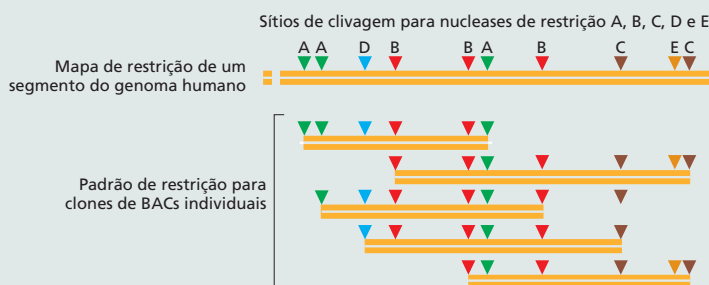 Sítios de clivagem para nucleases de restrição A, B, C, D e E
A A D B B A B C E C
Mapa de restrição de um
segmento do genoma humano
Padrão de restrição para
clones de BACs individuais